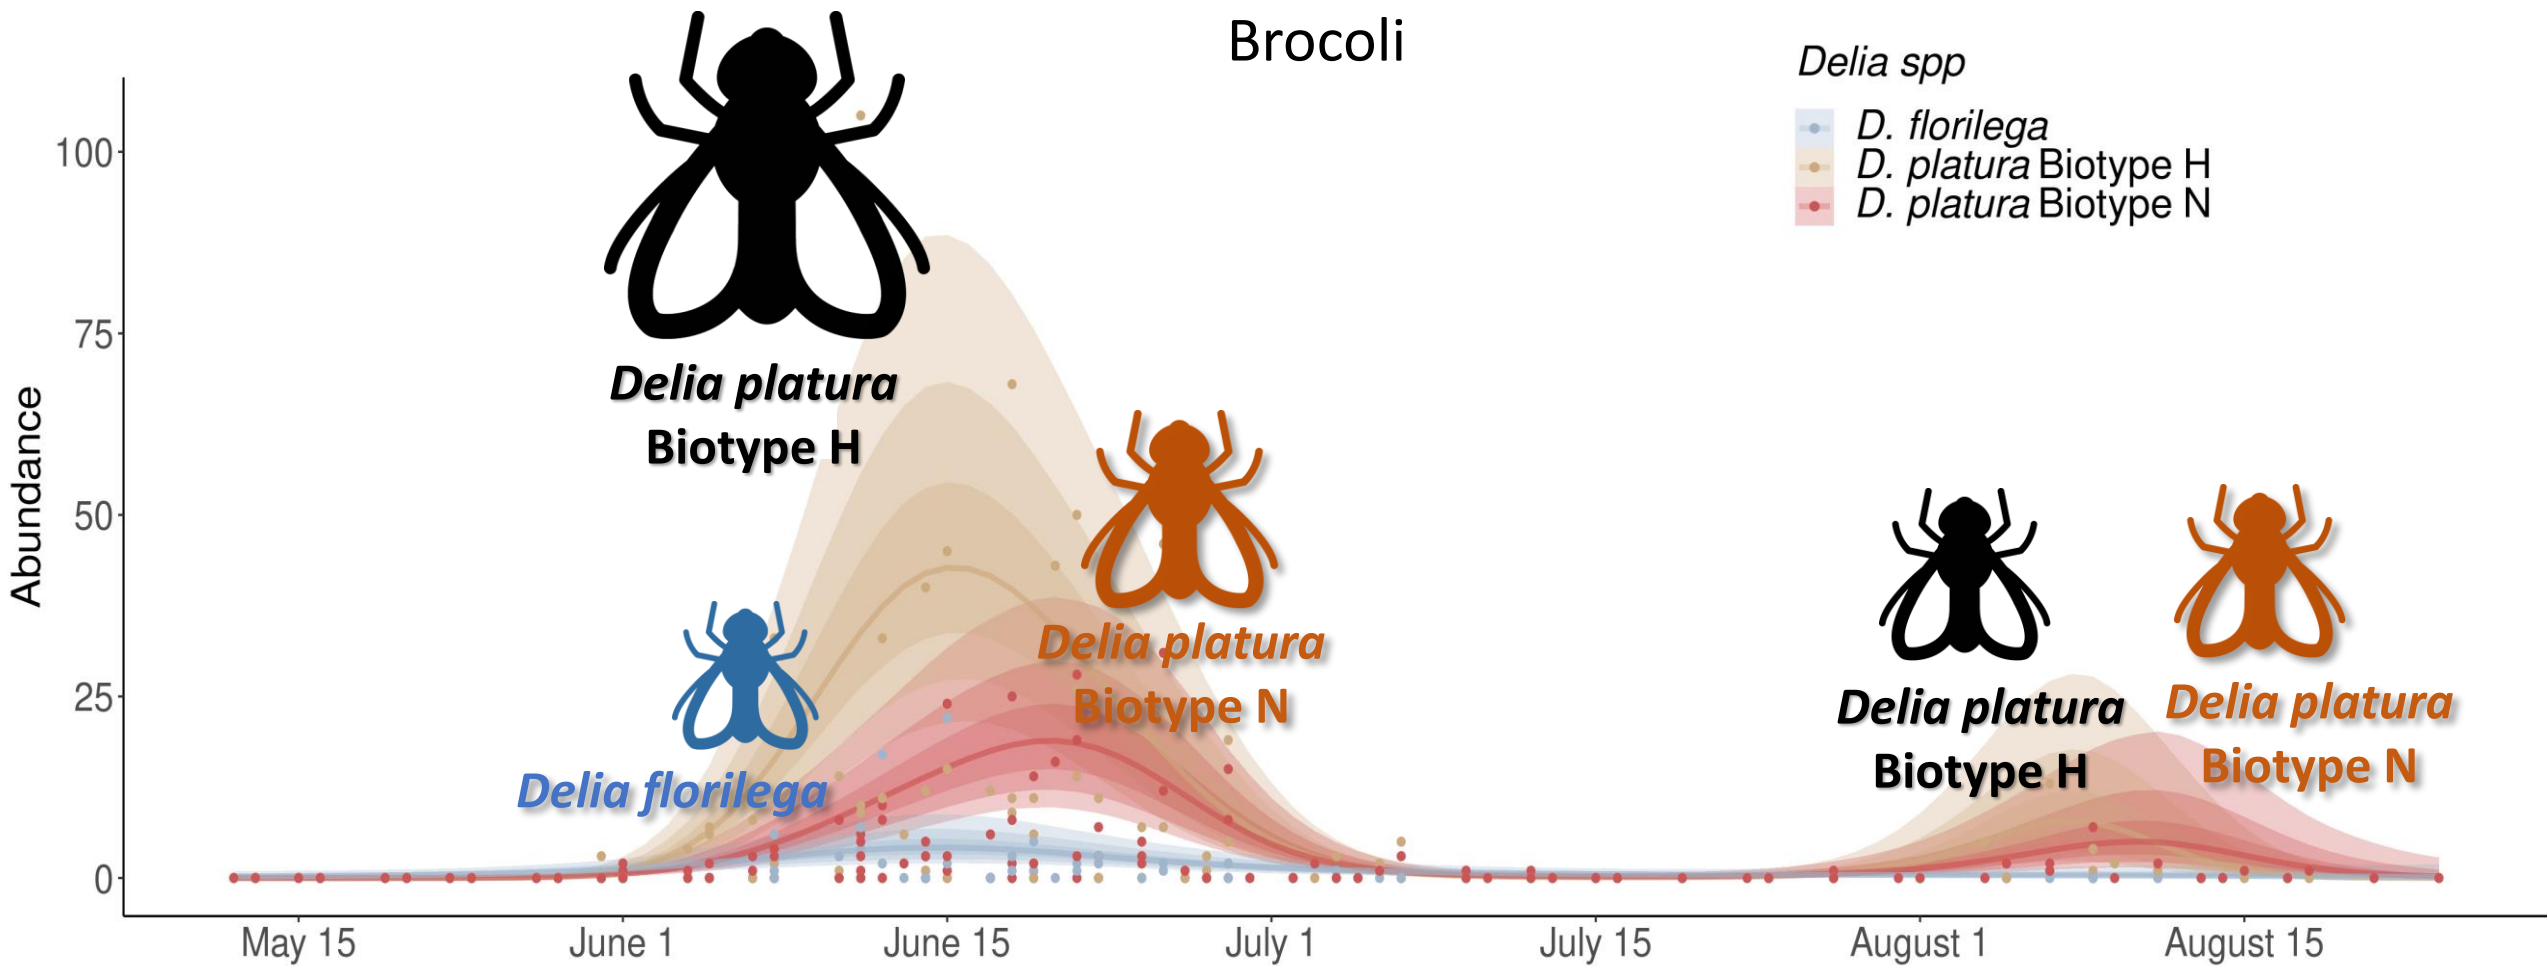 Brocoli
Delia spp
D. florilega
D. platura Biotype H
D. platura Biotype N
Abundance
100
75
50
25
0
Delia platura
Biotype H
Delia platura
Biotype N
Delia florilega
Delia platura
Biotype H
Delia platura
Biotype N
May 15
June 1
June 15
July 1
July 15
August 1
August 15